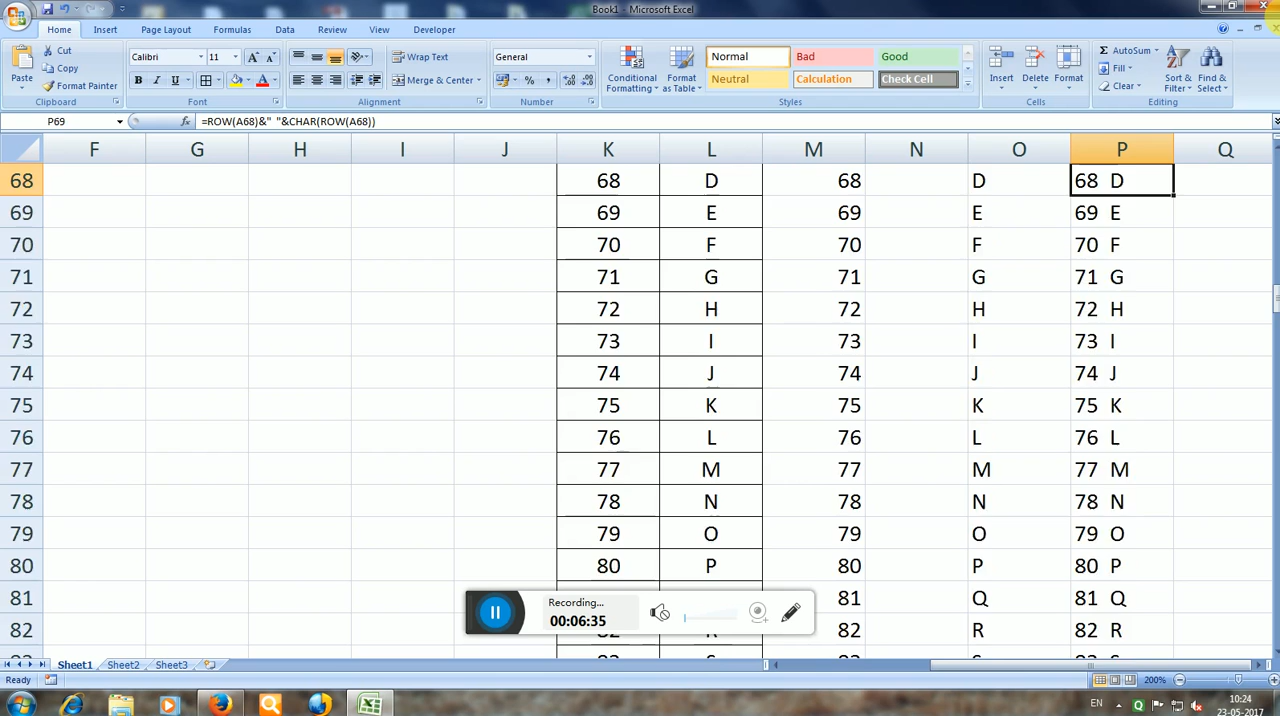 Book1 - Microsoft Excel
Home Insert Page Layout Formulas Data Review View Developer
Paste
Cut
Copy
Format Painter
Clipboard
Calibri 11
B I U
Font
Wrap Text
Merge & Center
Alignment
General
Number
Conditional Formatting
Format as Table
Normal Bad Good
Neutral Calculation Check Cell
Styles
Insert Delete Format
Cells
AutoSum
Fill
Clear
Sort & Filter
Find & Select
Editing
P69 fx =ROW(A68)&" "&CHAR(ROW(A68))
F G H I J K L M N O P Q
68 68 D 68 D 68 D
69 69 E 69 E 69 E
70 70 F 70 F 70 F
71 71 G 71 G 71 G
72 72 H 72 H 72 H
73 73 I 73 I 73 I
74 74 J 74 J 74 J
75 75 K 75 K 75 K
76 76 L 76 L 76 L
77 77 M 77 M 77 M
78 78 N 78 N 78 N
79 79 O 79 O 79 O
80 80 P 80 P 80 P
81 81 Q 81 Q
82 82 R 82 R
Recording...
00:06:35
Sheet1 Sheet2 Sheet3
Ready 200%
EN 10:24
23-05-2017